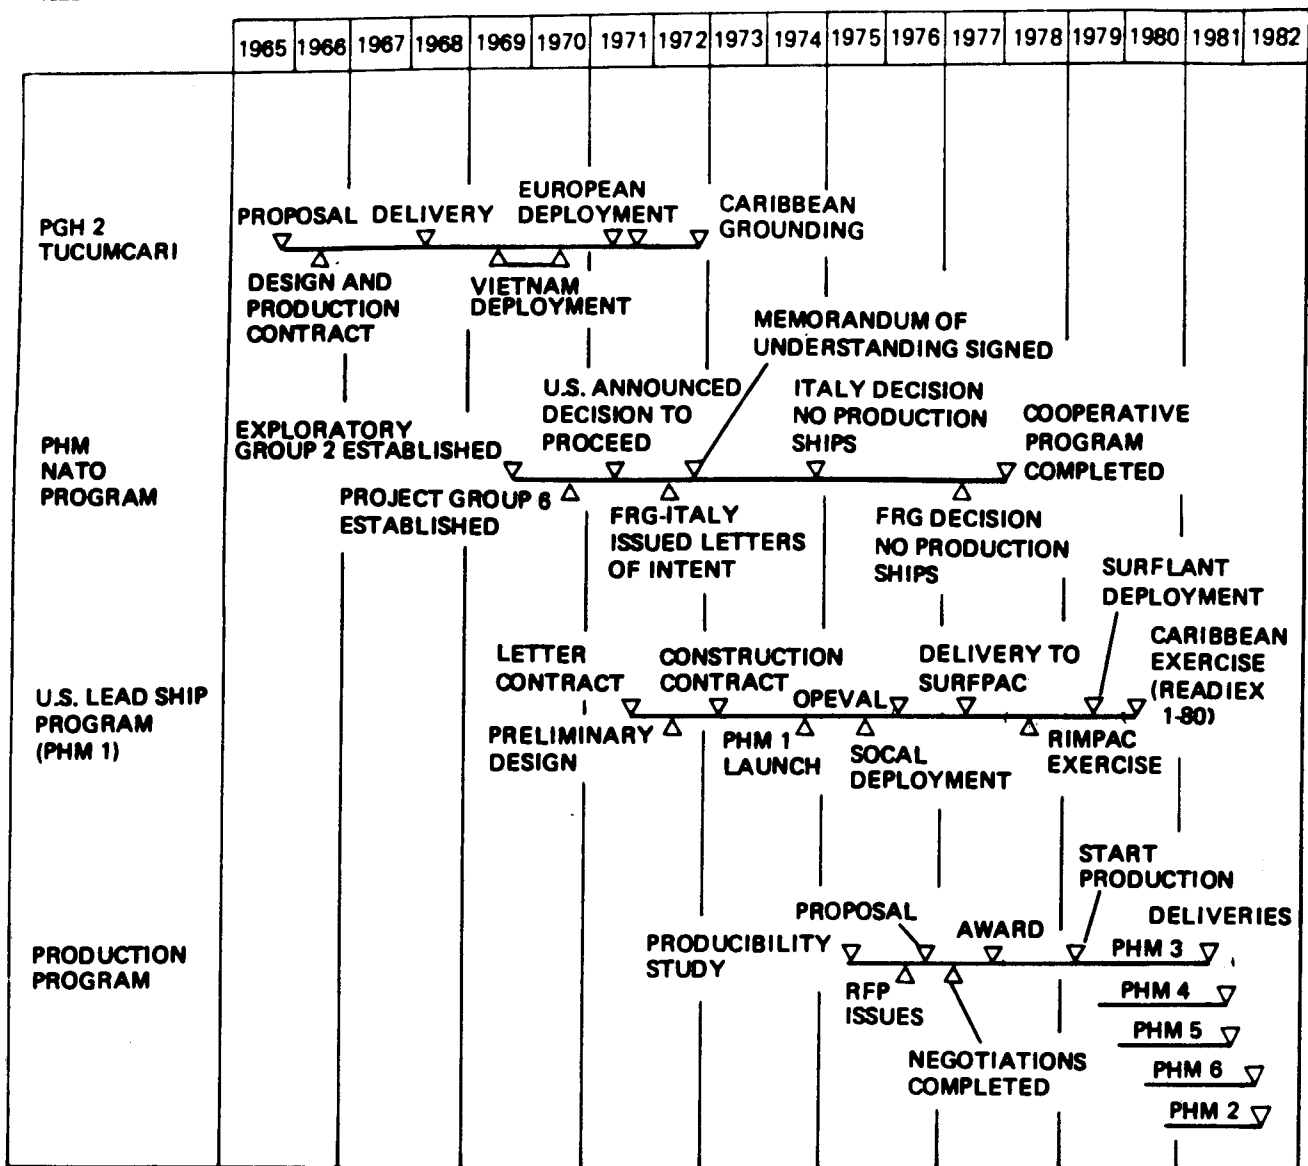 1965 1966 1967 1968 1969 1970 1971 1972 1973 1974 1975 1976 1977 1978 1979 1980 1981 1982
PGH 2
TUCUMCARI
PROPOSAL
DELIVERY
EUROPEAN
DEPLOYMENT
CARIBBEAN
GROUNDING
DESIGN AND
PRODUCTION
CONTRACT
VIETNAM
DEPLOYMENT
MEMORANDUM OF
UNDERSTANDING SIGNED
PHM
NATO
PROGRAM
EXPLORATORY
GROUP 2 ESTABLISHED
U.S. ANNOUNCED
DECISION TO
PROCEED
ITALY DECISION
NO PRODUCTION
SHIPS
COOPERATIVE
PROGRAM
COMPLETED
PROJECT GROUP 6
ESTABLISHED
FRG-ITALY
ISSUED LETTERS
OF INTENT
FRG DECISION
NO PRODUCTION
SHIPS
SURFLANT
DEPLOYMENT
U.S. LEAD SHIP
PROGRAM
(PHM 1)
LETTER
CONTRACT
CONSTRUCTION
CONTRACT
OPEVAL
DELIVERY TO
SURFPAC
CARIBBEAN
EXERCISE
(READIEX
1-80)
PRELIMINARY
DESIGN
PHM 1
LAUNCH
SOCAL
DEPLOYMENT
RIMPAC
EXERCISE
START
PRODUCTION
PRODUCTION
PROGRAM
PRODUCIBILITY
STUDY
PROPOSAL
AWARD
DELIVERIES
PHM 3
RFP
ISSUES
PHM 4
PHM 5
NEGOTIATIONS
COMPLETED
PHM 6
PHM 2